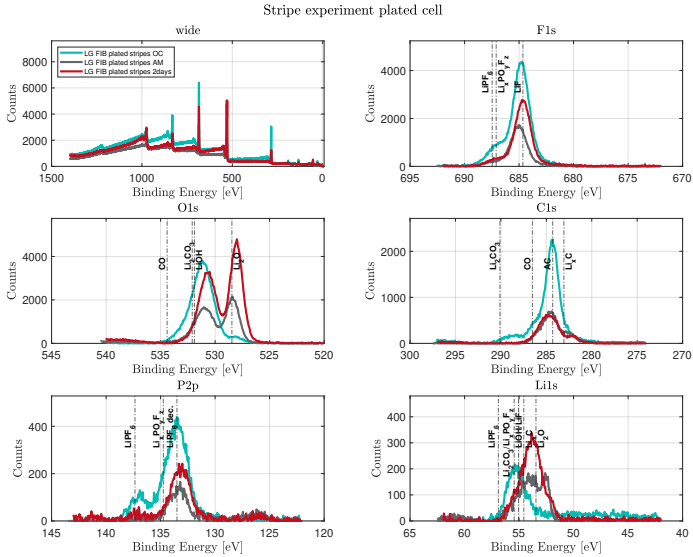 Stripe experiment plated cell
wide
Counts
8000
6000
4000
2000
0
LG FIB plated stripes OC
LG FIB plated stripes AM
LG FIB plated stripes 2days
1500
1000
500
0
Binding Energy [eV]
F1s
Counts
4000
2000
0
LiPF6
LixPOyFz
LiF
695
690
685
680
675
670
Binding Energy [eV]
O1s
Counts
4000
2000
0
CO
Li2CO3
LiOH
Li2O
545
540
535
530
525
520
Binding Energy [eV]
C1s
Counts
2000
1000
0
Li2CO3
CO
AC
LixC
300
295
290
285
280
275
270
Binding Energy [eV]
P2p
Counts
400
200
0
LiPF6
LixPOyFz
LiPF6 dec.
145
140
135
130
125
120
Binding Energy [eV]
Li1s
Counts
400
300
200
100
0
LiPF6
Li2CO3/LixPOyFz
LiOH/LiF
LixC
Li2O
65
60
55
50
45
40
Binding Energy [eV]